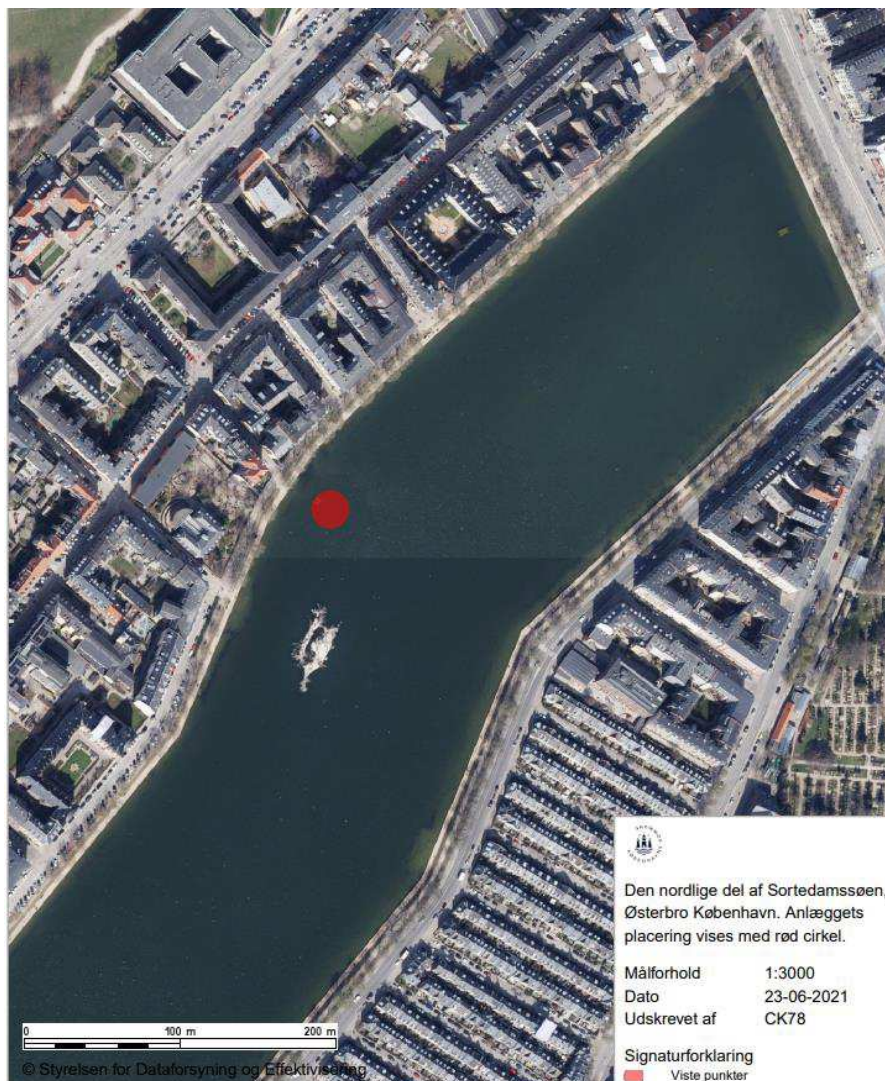 Den nordlige del af Sortedamssøen,
Østerbro København. Anlæggets
placering vises med rød cirkel.
Målforhold 1:3000
Dato 23-06-2021
Udskrevet af CK78
Signaturforklaring
Viste punkter
0 100 m 200 m
© Styrelsen for Dataforsyning og Effektivisering